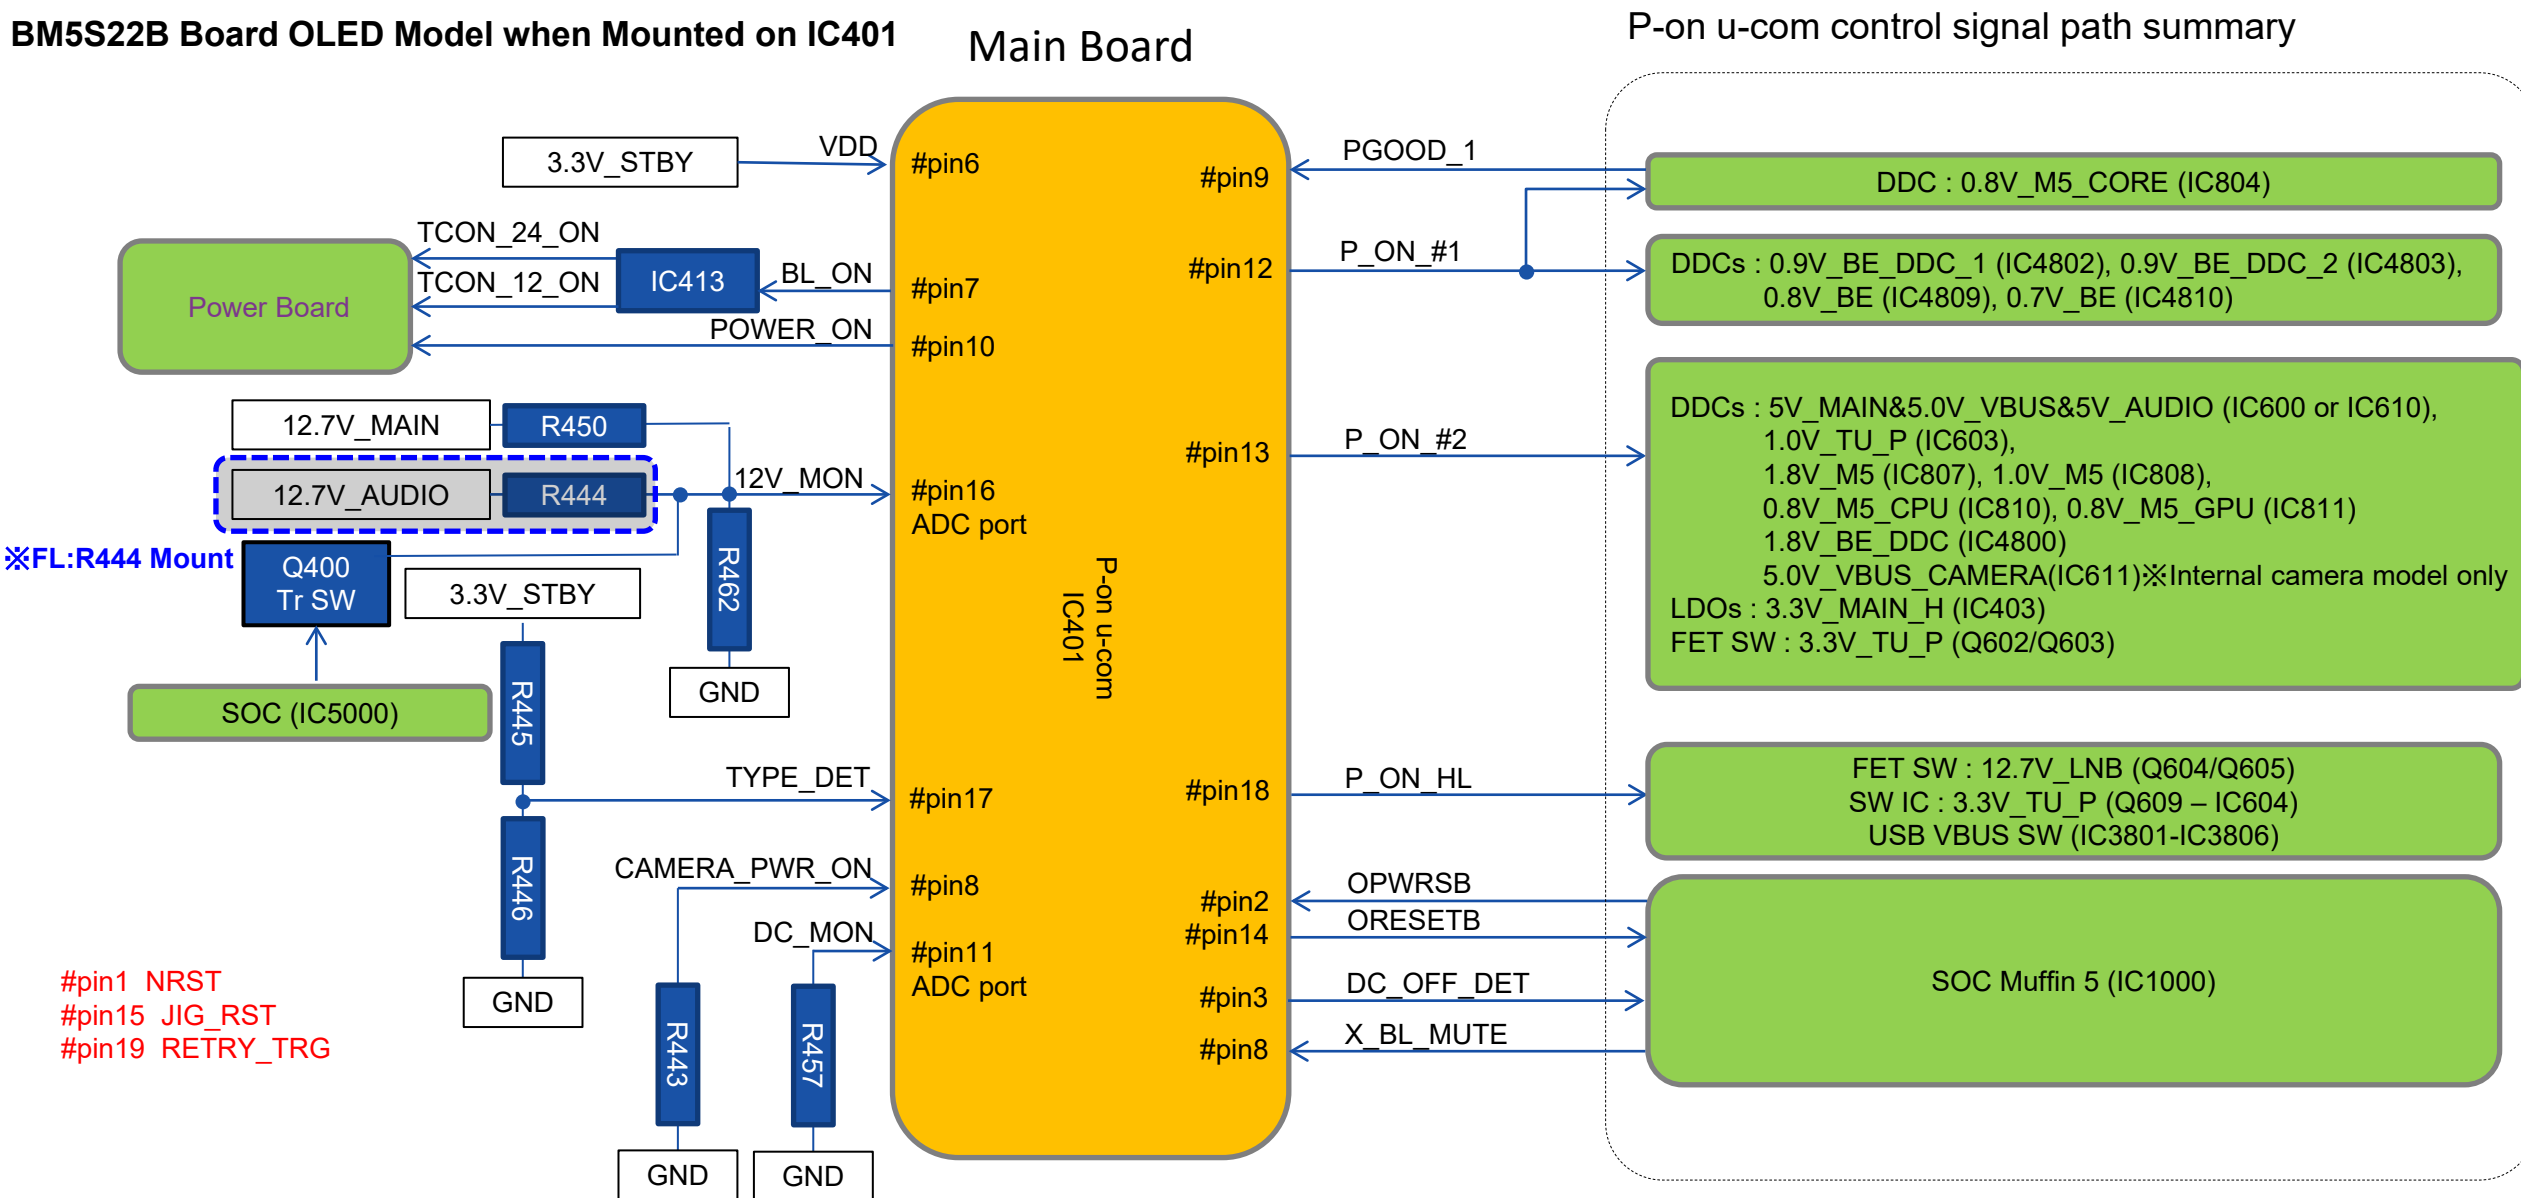 BM5S22B Board OLED Model when Mounted on IC401
Main Board
P-on u-com control signal path summary
3.3V_STBY
VDD
#pin6
TCON_24_ON
TCON_12_ON
Power Board
IC413
BL_ON
#pin7
POWER_ON
#pin10
12.7V_MAIN
R450
12.7V_AUDIO
R444
12V_MON
#pin16
ADC port
※FL:R444 Mount
Q400
Tr SW
3.3V_STBY
R462
GND
SOC (IC5000)
R445
TYPE_DET
#pin17
R446
GND
CAMERA_PWR_ON
#pin8
R443
GND
DC_MON
#pin11
ADC port
R457
GND
#pin1 NRST
#pin15 JIG_RST
#pin19 RETRY_TRG
P-on u-com
IC401
#pin9
PGOOD_1
DDC : 0.8V_M5_CORE (IC804)
#pin12
P_ON_#1
DDCs : 0.9V_BE_DDC_1 (IC4802), 0.9V_BE_DDC_2 (IC4803),
0.8V_BE (IC4809), 0.7V_BE (IC4810)
#pin13
P_ON_#2
DDCs : 5V_MAIN&5.0V_VBUS&5V_AUDIO (IC600 or IC610),
1.0V_TU_P (IC603),
1.8V_M5 (IC807), 1.0V_M5 (IC808),
0.8V_M5_CPU (IC810), 0.8V_M5_GPU (IC811)
1.8V_BE_DDC (IC4800)
5.0V_VBUS_CAMERA(IC611)※Internal camera model only
LDOs : 3.3V_MAIN_H (IC403)
FET SW : 3.3V_TU_P (Q602/Q603)
#pin18
P_ON_HL
FET SW : 12.7V_LNB (Q604/Q605)
SW IC : 3.3V_TU_P (Q609 – IC604)
USB VBUS SW (IC3801-IC3806)
#pin2
OPWRSB
#pin14
ORESETB
#pin3
DC_OFF_DET
#pin8
X_BL_MUTE
SOC Muffin 5 (IC1000)